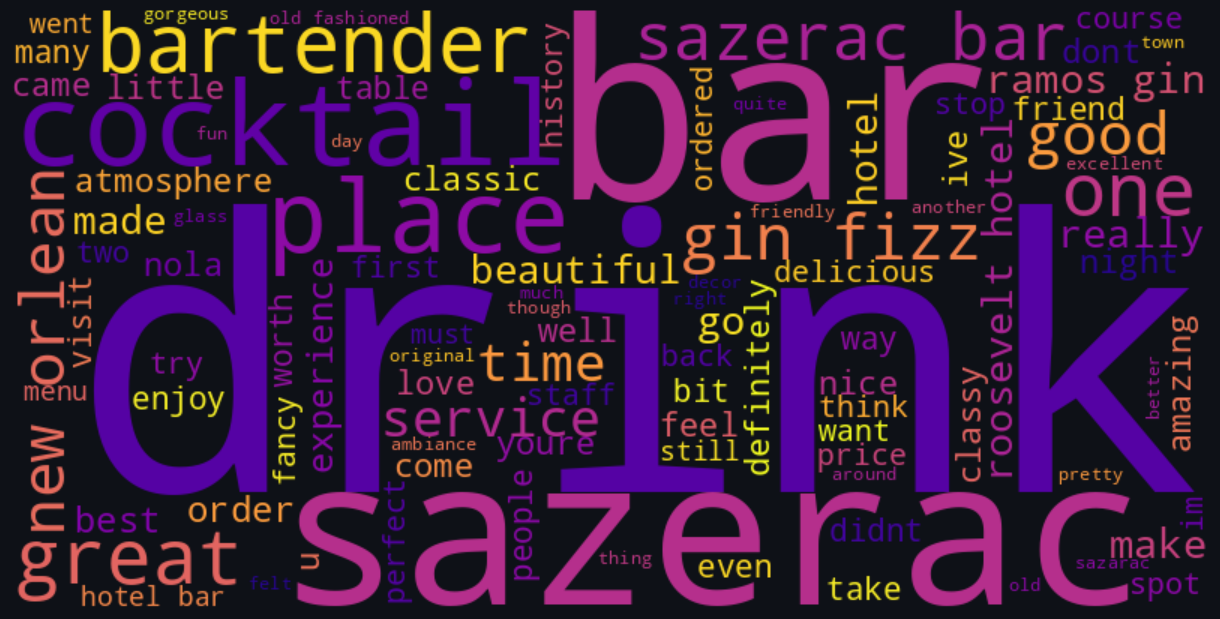 went
gorgeous
old fashioned
many
bartender
history
sazerac bar
course
dont
town
came
little
table
bar
ordered
ramos gin
cocktail
fun
day
quite
hotel
stop
friend
ive
good
excellent
atmosphere
classic
roosevelt hotel
one
made
glass
place
friendly
another
gin fizz
really
two
nola
first
beautiful
delicious
night
new orlean
visit
drink
much
decor
right
though
try
worth
experience
must
well
go
definitely
way
amazing
menu
enjoy
original
time
back
better
love
staff
bit
nice
think
classy
fancy
service
feel
want
ambiance
youre
still
price
come
around
pretty
best
order
perfect
people
didnt
im
great
sazerac
make
u
thing
even
sazarac
hotel bar
felt
take
old
spot